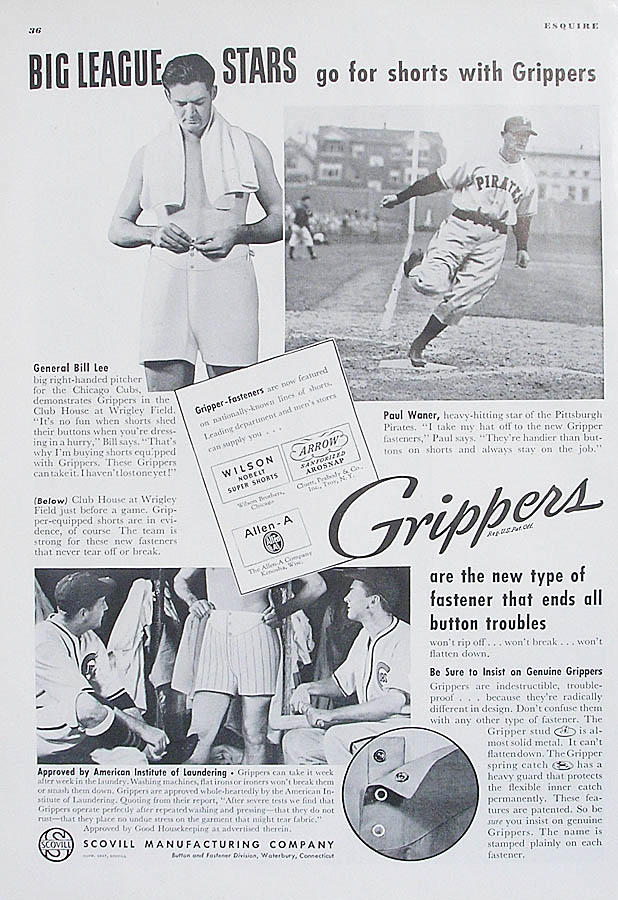 36
ESQUIRE
BIG LEAGUE STARS go for shorts with Grippers
PIRATES
General Bill Lee
big right-handed pitcher
for the Chicago Cubs,
demonstrates Grippers in the
Club House at Wrigley Field.
"It's no fun when shorts shed
their buttons when you're dress-
ing in a hurry," Bill says. "That's
why I'm buying shorts equipped
with Grippers. These Grippers
can take it. I haven't lost one yet!"
(Below) Club House at Wrigley
Field just before a game. Grip-
per-equipped shorts are in evi-
dence, of course. The team is
strong for these new fasteners
that never tear off or break.
Gripper-Fasteners are now featured
on nationally-known lines of shorts.
Leading department and men's stores
can supply you . . .
WILSON
NOBELT
SUPER SHORTS
Wilson Brothers,
Chicago
ARROW
SANFORIZED
AROSNAP
Cluett, Peabody & Co.,
Inc., Troy, N.Y.
Allen-A
The Allen-A Company
Kenosha, Wisc.
Paul Waner, heavy-hitting star of the Pittsburgh
Pirates. "I take my hat off to the new Gripper
fasteners," Paul says. "They're handier than but-
tons on shorts and always stay on the job."
Grippers
Reg. U.S. Pat. Off.
are the new type of
fastener that ends all
button troubles
won't rip off . . . won't break . . . won't
flatten down.
Be Sure to Insist on Genuine Grippers
Grippers are indestructible, trouble-
proof . . . because they're radically
different in design. Don't confuse them
with any other type of fastener. The
Gripper stud is al-
most solid metal. It can't
flatten down. The Gripper
spring catch has a
heavy guard that protects
the flexible inner catch
permanently. These fea-
tures are patented. So be
sure you insist on genuine
Grippers. The name is
stamped plainly on each
fastener.
Approved by American Institute of Laundering • Grippers can take it week
after week in the laundry. Washing machines, flat irons or ironers won't break them
or smash them down. Grippers are approved whole-heartedly by the American In-
stitute of Laundering. Quoting from their report, "After severe tests we find that
Grippers operate perfectly after repeated washing and pressing—that they do not
rust—that they place no undue stress on the garment that might tear fabric."
Approved by Good Housekeeping as advertised therein.
SCOVILL
SCOVILL MANUFACTURING COMPANY
Button and Fastener Division, Waterbury, Connecticut